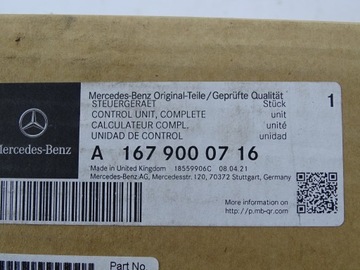 Mercedes-Benz Original-Teile/Geprüfte Qualität
STEUERGERAET Stück 1
CONTROL UNIT, COMPLETE unit
CALCULATEUR COMPL. unité
UNIDAD DE CONTROL unidad
Mercedes-Benz
A 167 900 07 16
Made in United Kingdom 18559906C 08.04.21
Mercedes-Benz AG, Mercedesstr. 120, 70372 Stuttgart, Germany
More information on
http://p.mb-qr.com/
Part No